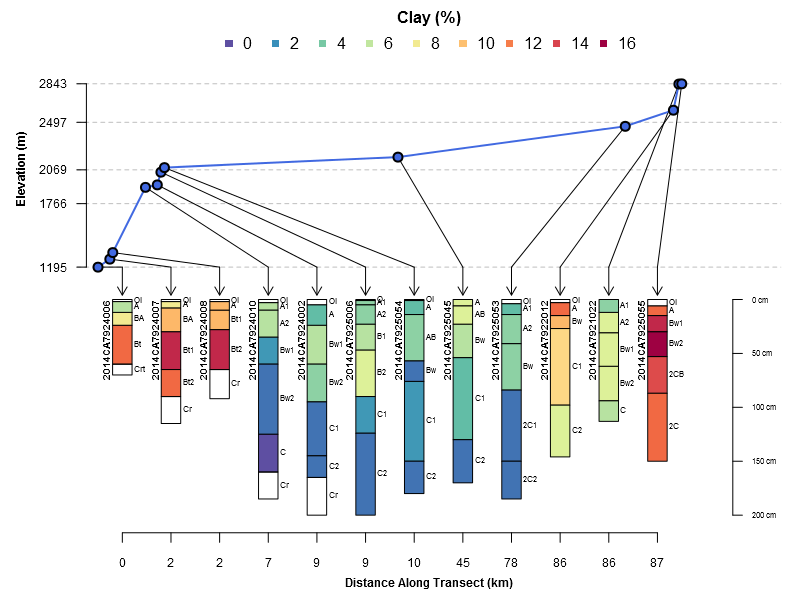 Clay (%)
0 2 4 6 8 10 12 14 16
Elevation (m)
2843
2497
2069
1766
1195
2014CA7924006
Oi
A
BA
Bt
Crt
2014CA7924007
Oi
A
BA
Bt1
Bt2
Cr
2014CA7924008
Oi
A
Bt1
Bt2
Cr
2014CA7924010
Oi
A1
A2
Bw1
Bw2
C
Cr
2014CA7924002
Oi
A
Bw1
Bw2
C1
C2
Cr
2014CA7925006
Oi
A1
A2
B1
B2
C1
C2
2014CA7925054
Oi
A
AB
Bw
C1
C2
2014CA7925045
A
AB
Bw
C1
C2
2014CA7925053
Oi
A1
A2
Bw
2C1
2C2
2014CA7922012
Oi
A
Bw
C1
C2
2014CA7921022
A1
A2
Bw1
Bw2
C
2014CA7925055
Oi
A
Bw1
Bw2
2CB
2C
0 cm
50 cm
100 cm
150 cm
200 cm
0 2 2 7 9 9 10 45 78 86 86 87
Distance Along Transect (km)